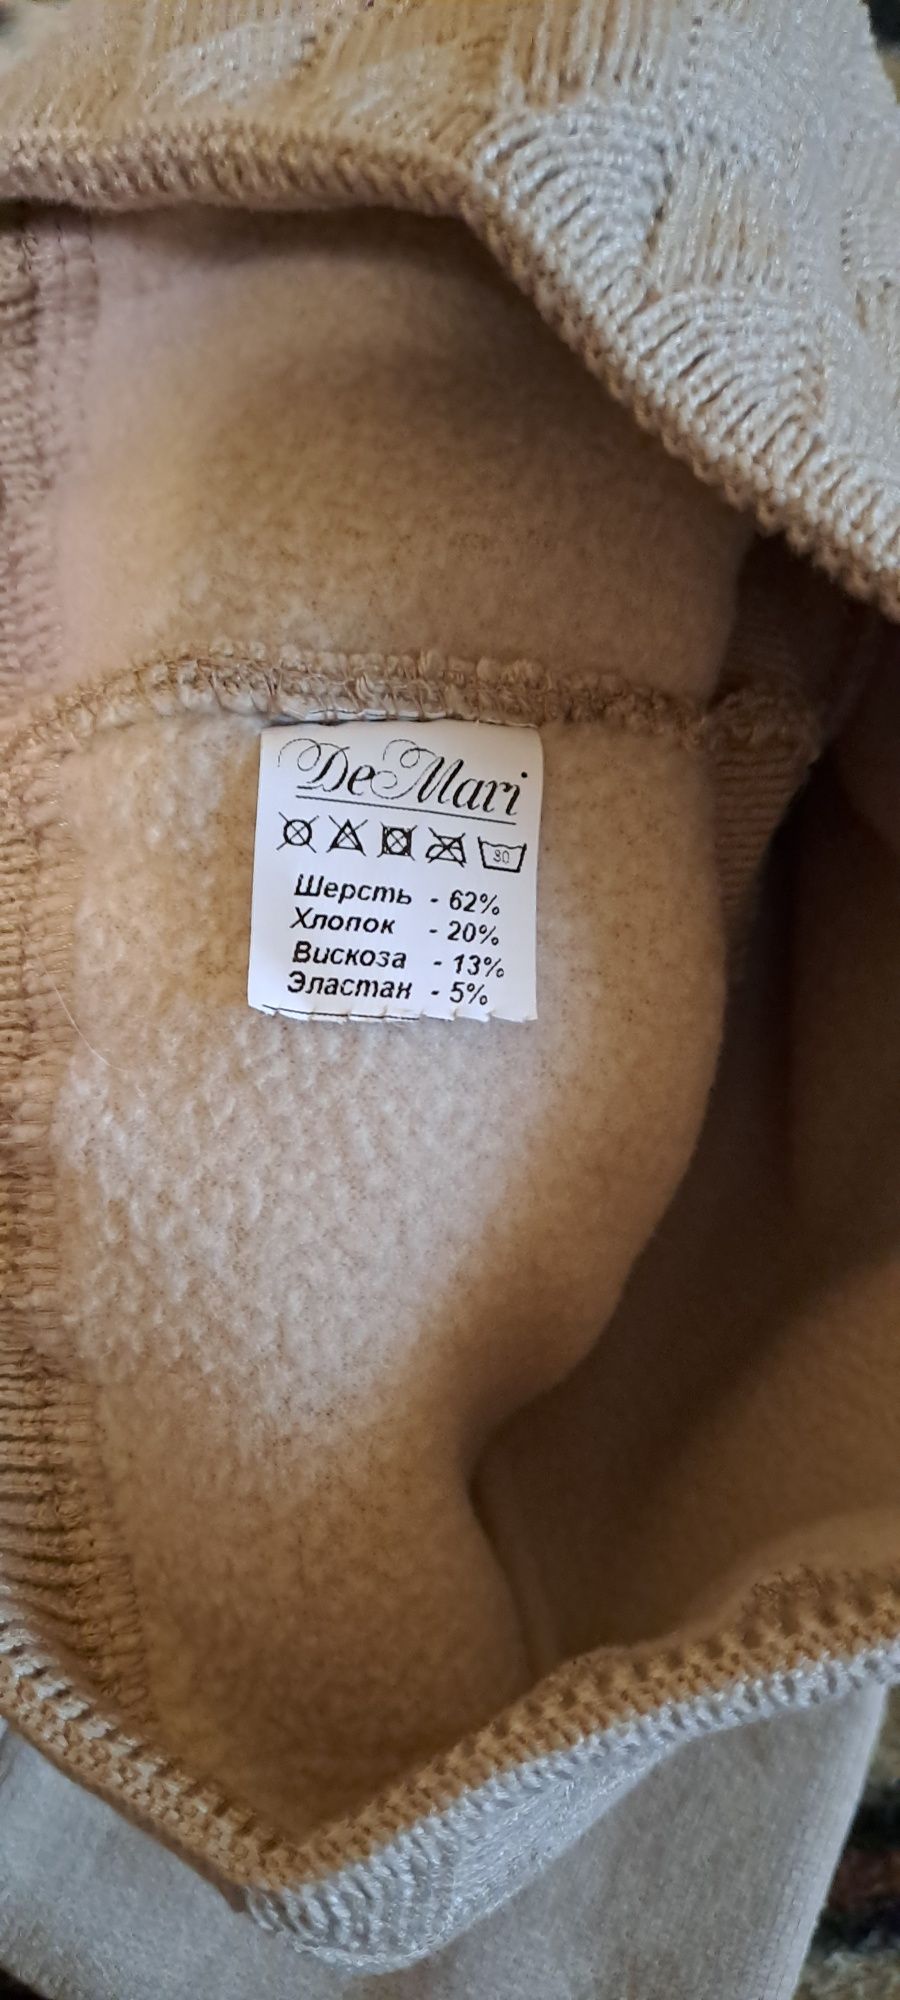 DeMari
30
Шерсть - 62%
Хлопок - 20%
Вискоза - 13%
Эластан - 5%